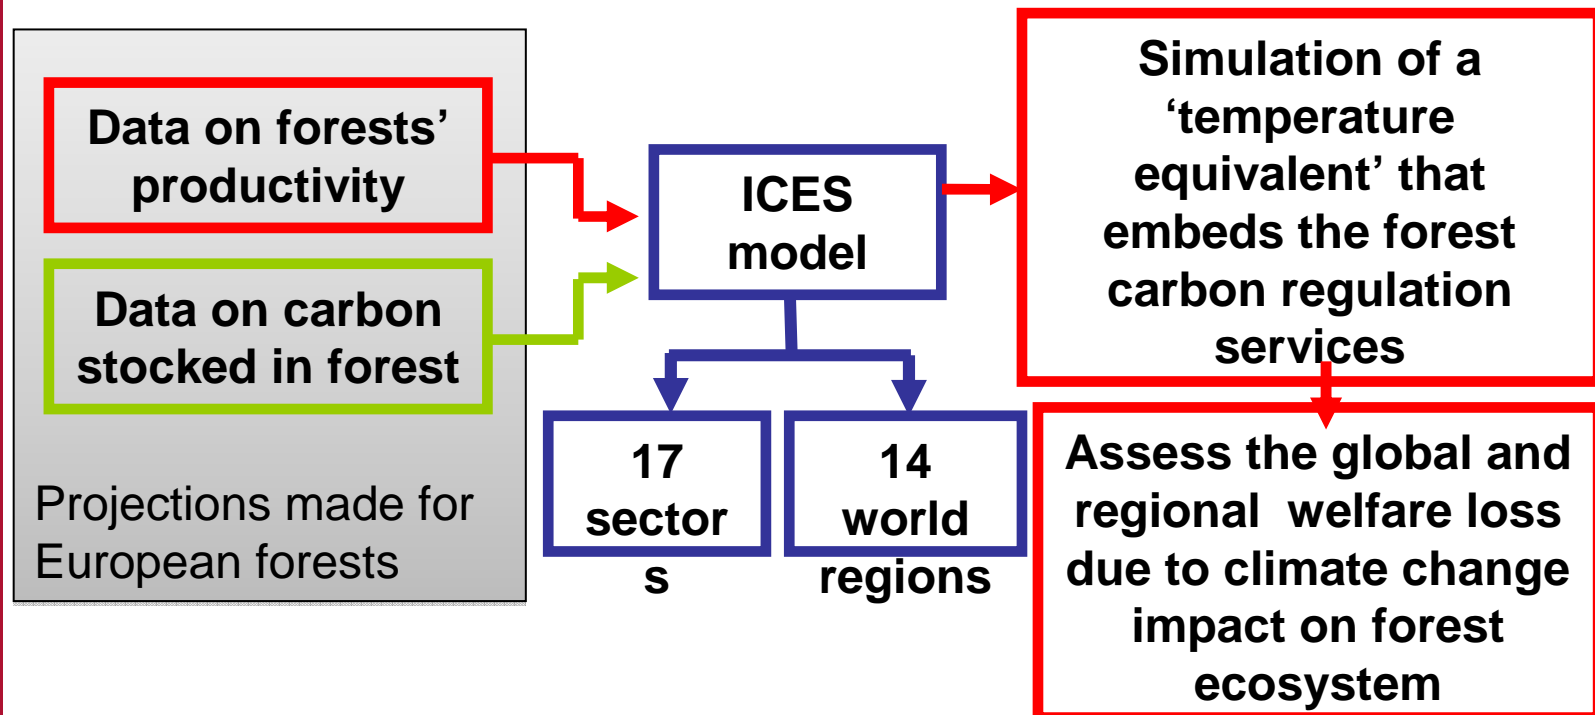 Data on forests’
productivity
Data on carbon
stocked in forest
Projections made for
European forests
ICES
model
17
sector
s
14
world
regions
Simulation of a
‘temperature
equivalent’ that
embeds the forest
carbon regulation
services
Assess the global and
regional  welfare loss
due to climate change
impact on forest
ecosystem